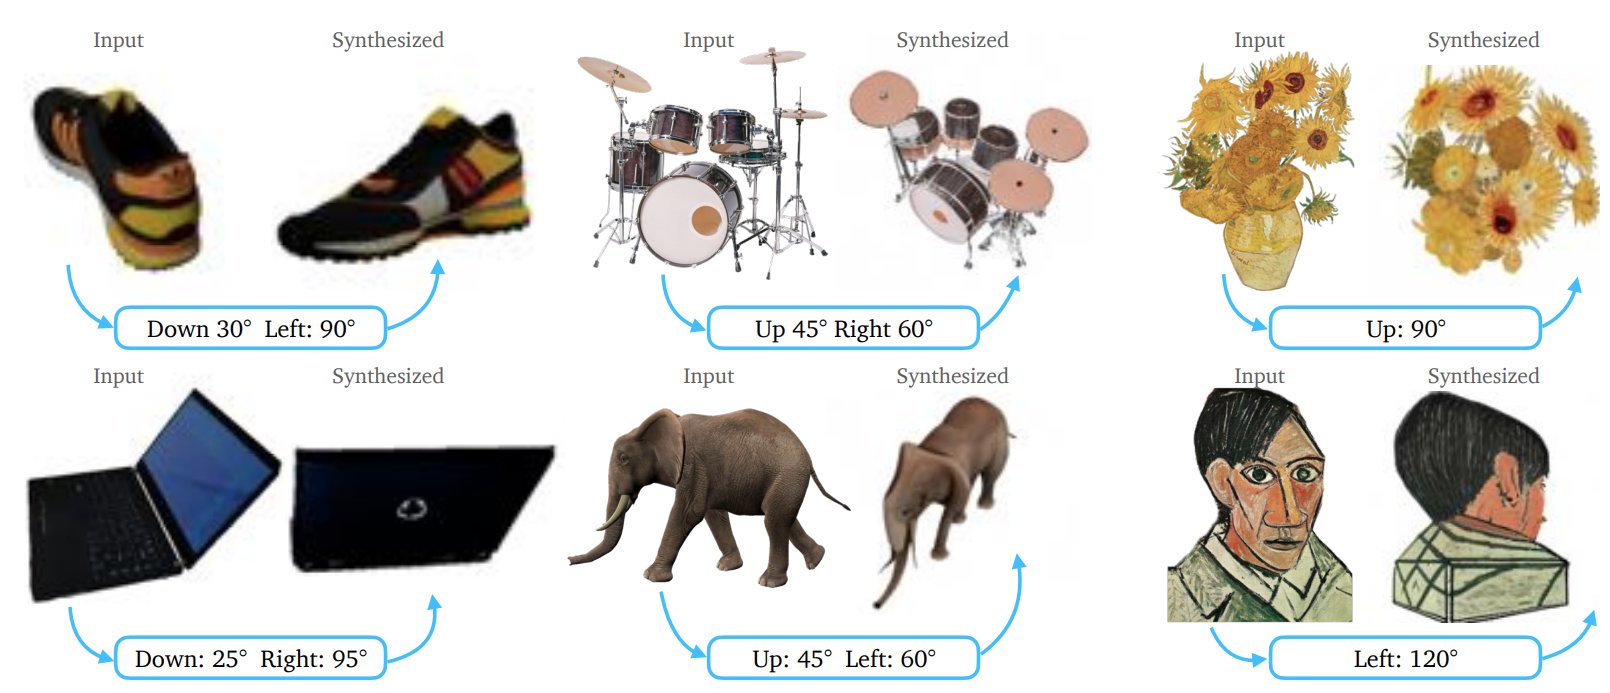 Input Synthesized Input Synthesized Input Synthesized
Down 30° Left: 90° Up 45° Right 60° Up: 90°
Input Synthesized Input Synthesized Input Synthesized
Down: 25° Right: 95° Up: 45° Left: 60° Left: 120°